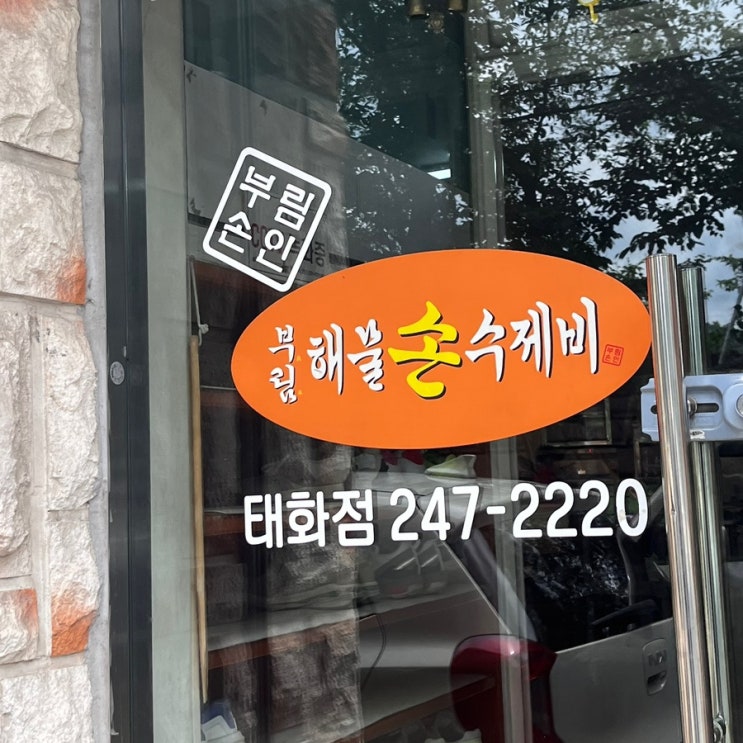 부림
손인
부림 해물 손수제비
태화점 247-2220